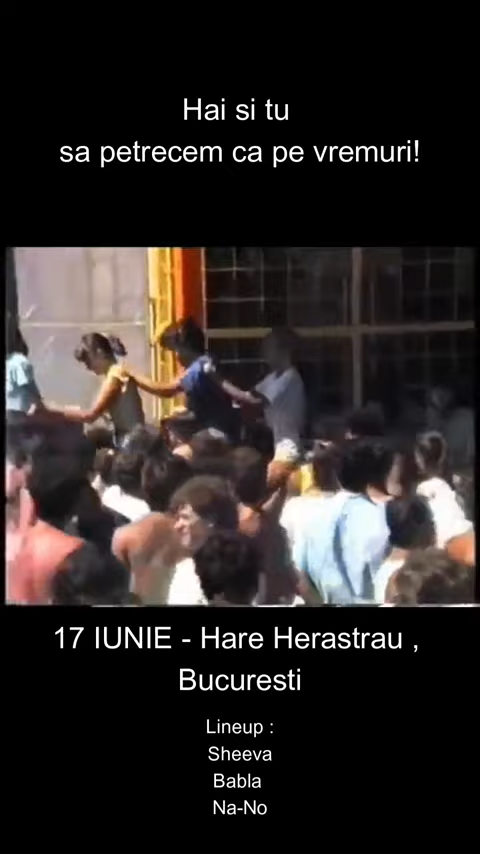 Hai si tu
sa petrecem ca pe vremuri!
17 IUNIE - Hare Herastrau ,
Bucuresti
Lineup :
Sheeva
Babla
Na-No